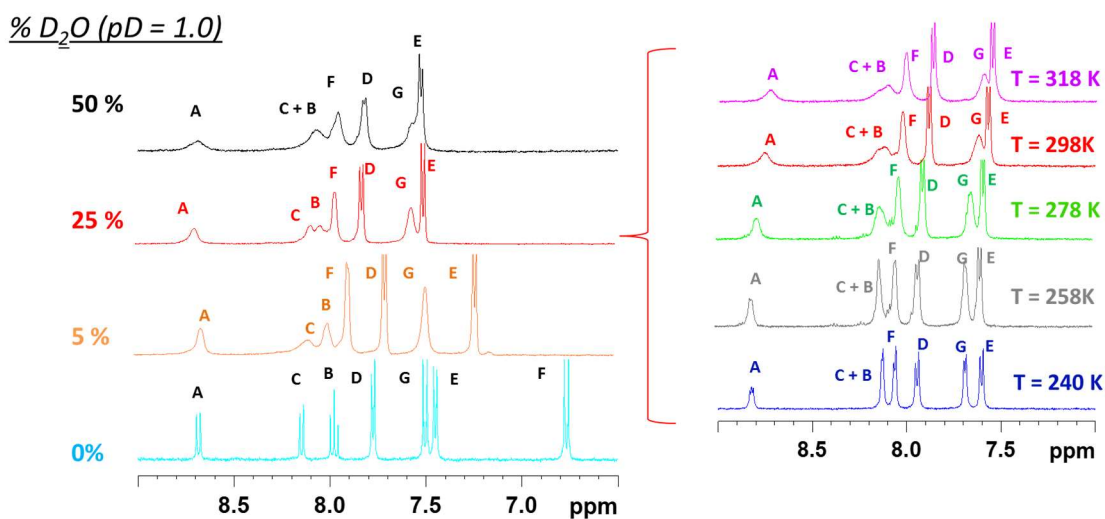 % D2O (pD = 1.0)
50 %
A
C + B
F
D
G
E
25 %
A
C
B
F
D
G
E
5 %
A
C
B
F
D
G
E
0%
A
C
B
D
G
E
F
8.5 8.0 7.5 7.0 ppm
A
C + B
F
D
G
E
T = 318 K
A
C + B
F
D
G
E
T = 298K
A
C + B
F
D
G
E
T = 278 K
A
C + B
F
D
G
E
T = 258K
A
C + B
F
D
G
E
T = 240 K
8.5 8.0 7.5 ppm